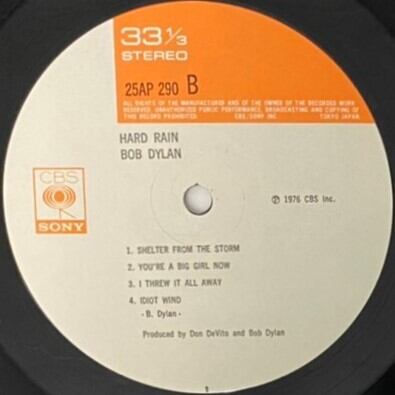 33 1/3
STEREO
25AP 290 B
ALL RIGHTS OF THE MANUFACTURER AND OF THE OWNER OF THE RECORDED WORK
RESERVED. UNAUTHORIZED PUBLIC PERFORMANCE, BROADCASTING AND COPYING OF
THIS RECORD PROHIBITED. CBS/SONY INC. TOKYO JAPAN
HARD RAIN
BOB DYLAN
CBS
SONY
℗ 1976 CBS Inc.
1. SHELTER FROM THE STORM
2. YOU'RE A BIG GIRL NOW
3. I THREW IT ALL AWAY
4. IDIOT WIND
- B. Dylan -
Produced by Don DeVito and Bob Dylan
1